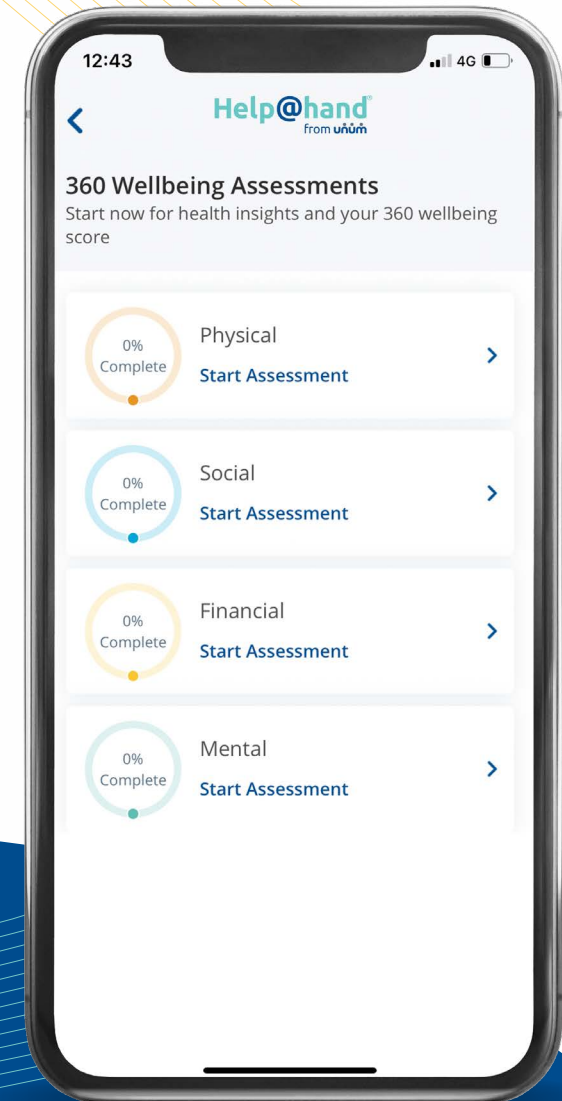 12:43
4G
Help@hand®
from unum
360 Wellbeing Assessments
Start now for health insights and your 360 wellbeing
score
0%
Complete
Physical
Start Assessment
0%
Complete
Social
Start Assessment
0%
Complete
Financial
Start Assessment
0%
Complete
Mental
Start Assessment